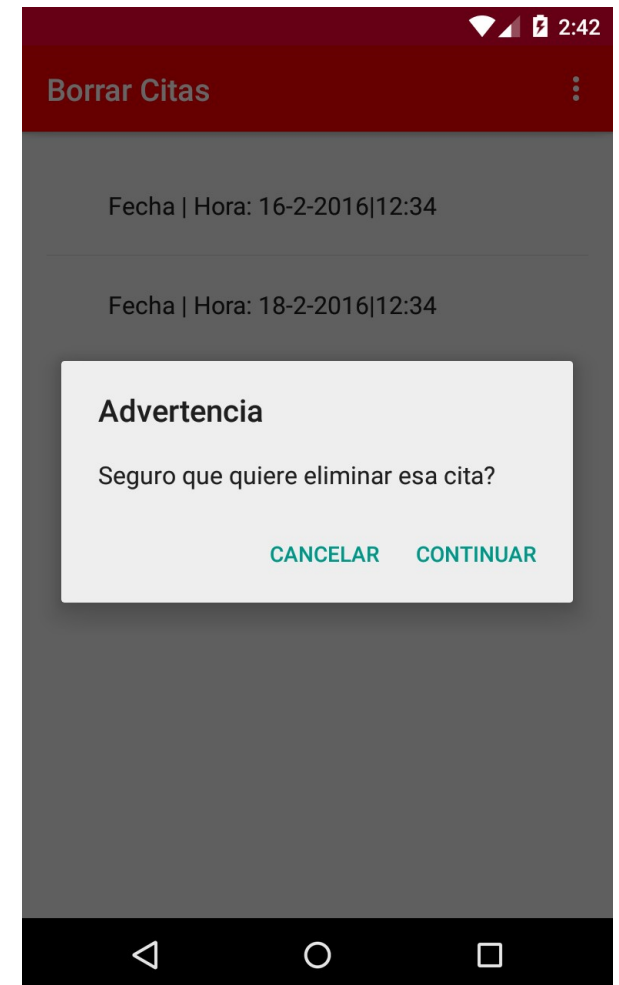 2:42
Borrar Citas
Fecha | Hora: 16-2-2016|12:34
Fecha | Hora: 18-2-2016|12:34
Advertencia
Seguro que quiere eliminar esa cita?
CANCELAR CONTINUAR